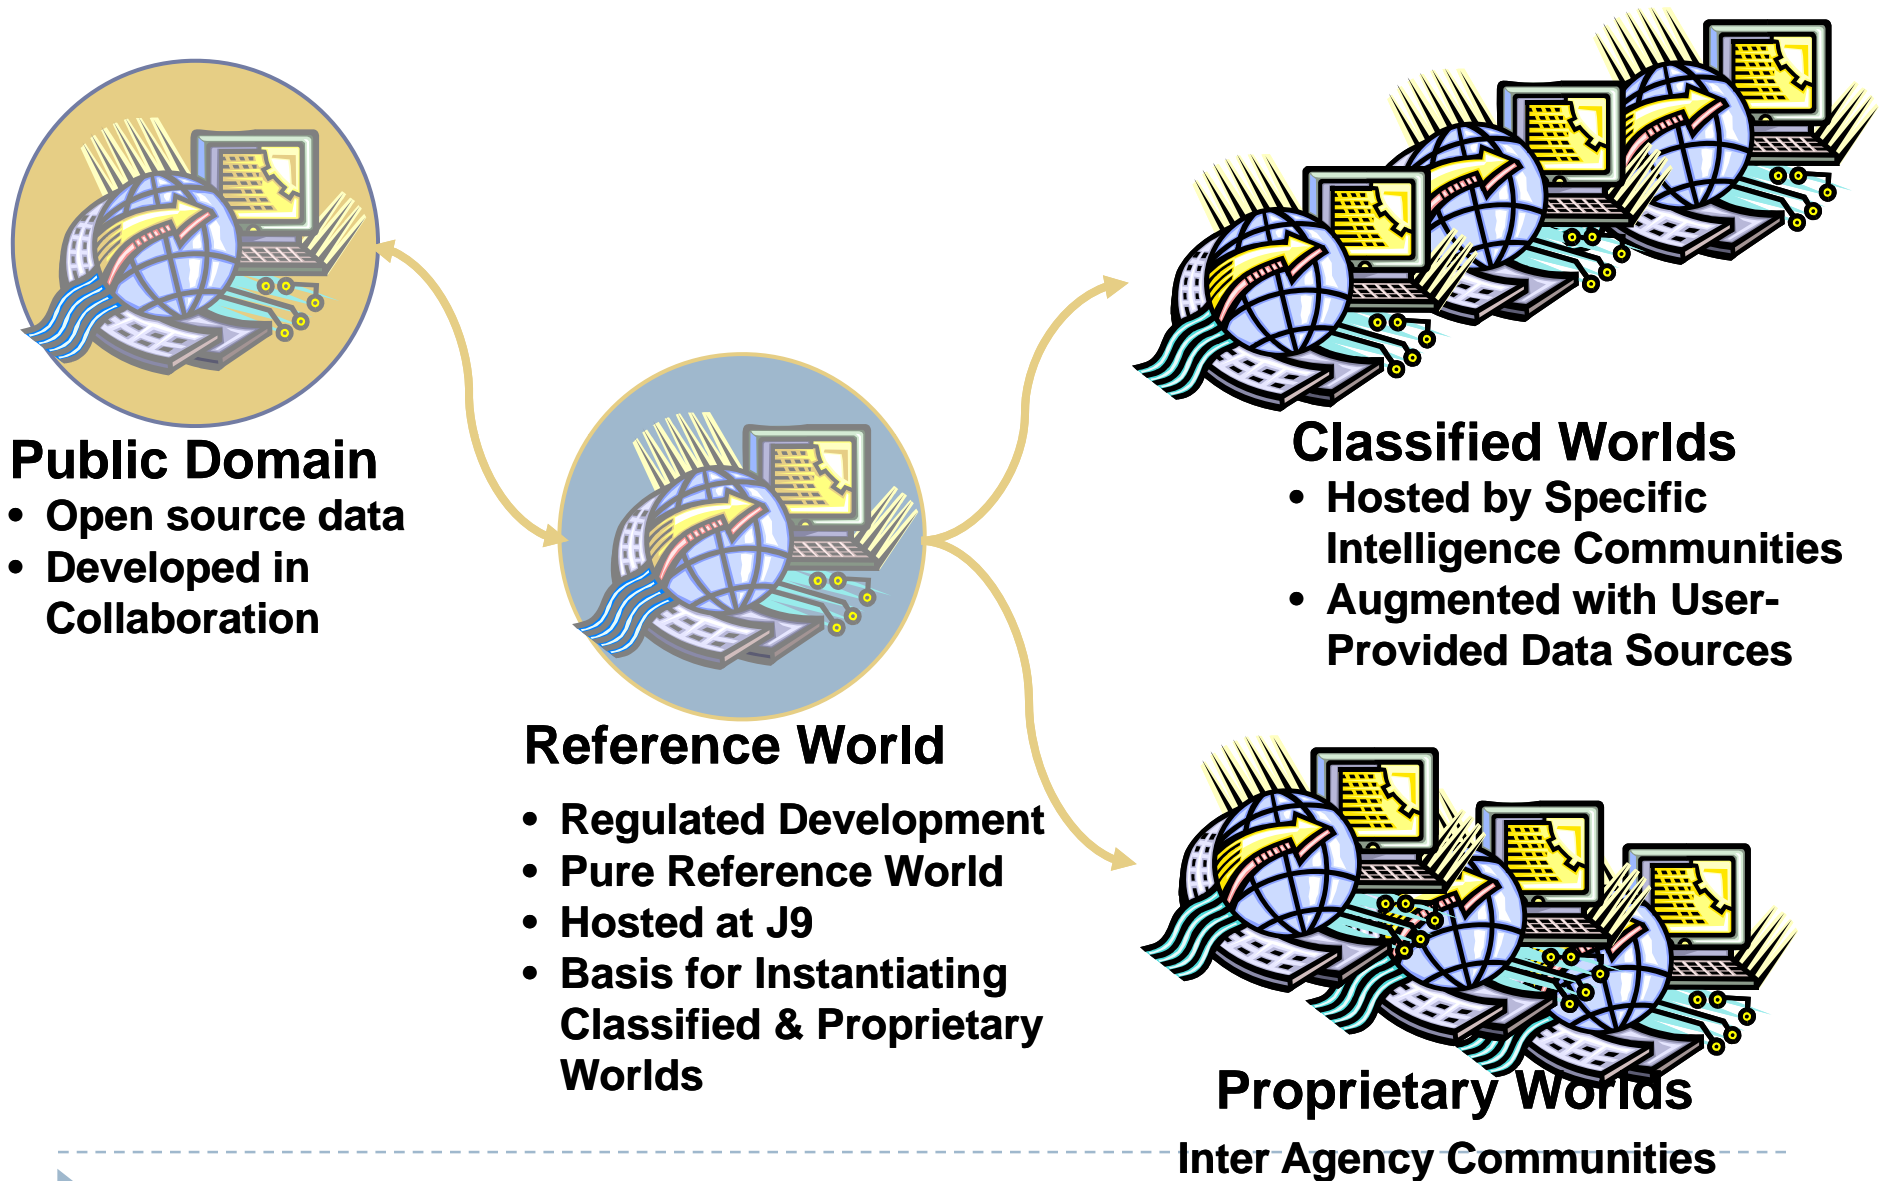 Public Domain
• Open source data
• Developed in
Collaboration
Reference World
• Regulated Development
• Pure Reference World
• Hosted at J9
• Basis for Instantiating
Classified & Proprietary
Worlds
Classified Worlds
• Hosted by Specific
Intelligence Communities
• Augmented with User-
Provided Data Sources
Proprietary Worlds
Inter Agency Communities